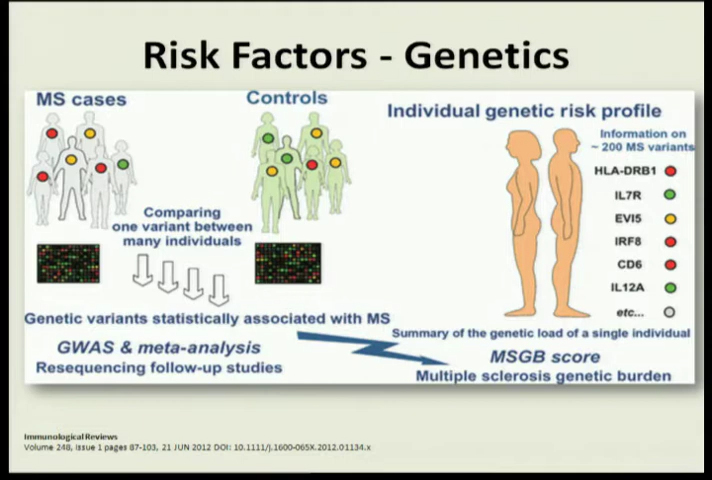 Risk Factors - Genetics
MS cases
Controls
Individual genetic risk profile
Information on
~ 200 MS variants
HLA-DRB1
IL7R
EVI5
IRF8
CD6
IL12A
etc...
Comparing
one variant between
many individuals
Genetic variants statistically associated with MS
GWAS & meta-analysis
Resequencing follow-up studies
Summary of the genetic load of a single individual
MSGB score
Multiple sclerosis genetic burden
Immunological Reviews
Volume 248, Issue 1 pages 87-103, 21 JUN 2012 DOI: 10.1111/j.1600-065X.2012.01134.x